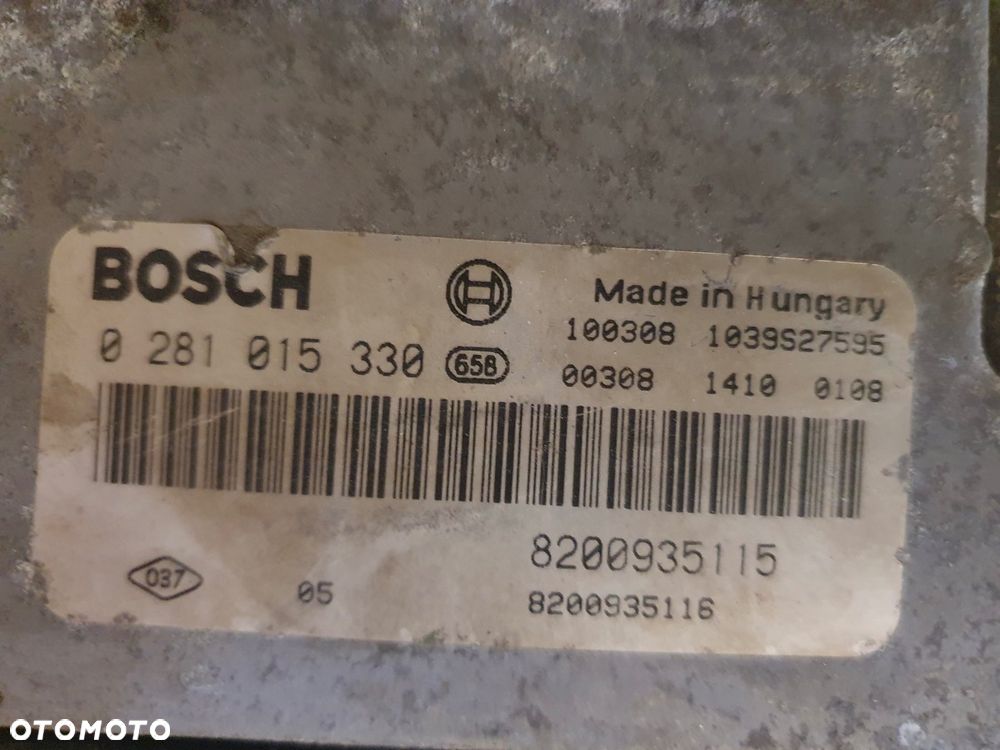 BOSCH
Made in Hungary
0 281 015 330 658
100308 1039S27595
00308 1410 0108
8200935115
037 05
8200935116
OTOMOTO